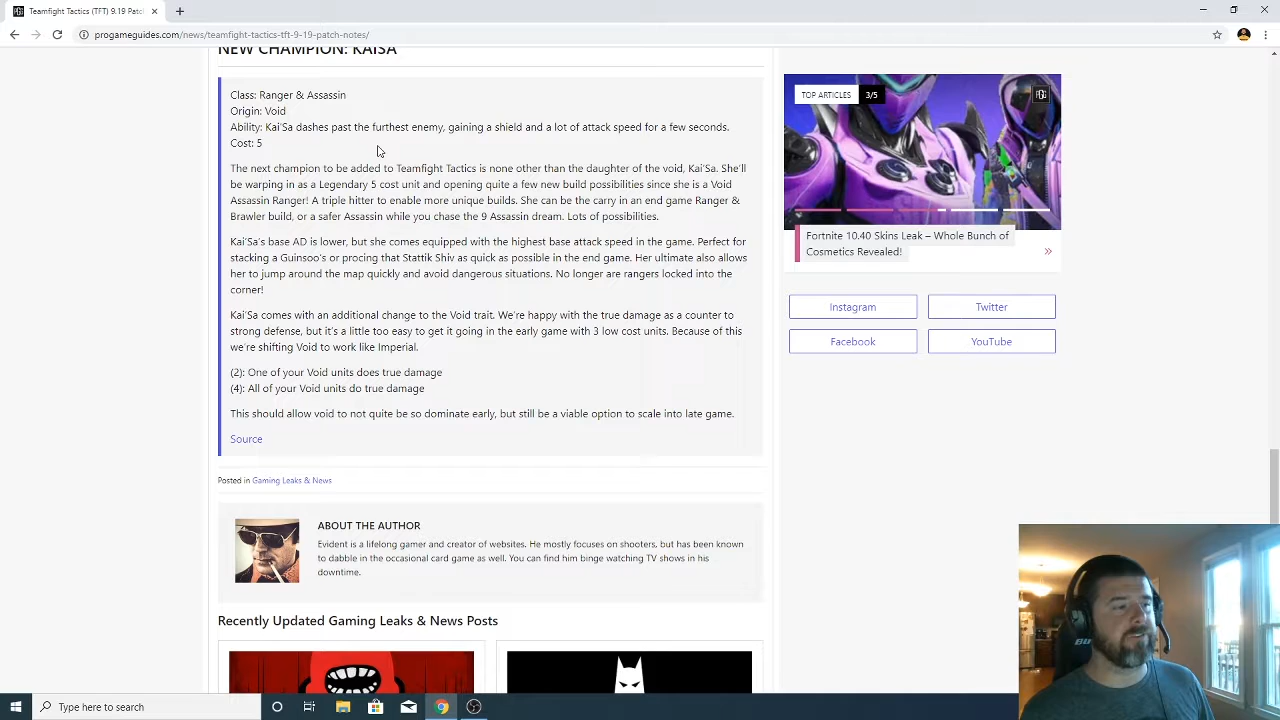 Teamfight Tactics (TFT) 9.19 Patc
progameguides.com/news/teamfight-tactics-tft-9-19-patch-notes/
NEW CHAMPION: KAISA
Class: Ranger & Assassin
Origin: Void
Ability: Kai'Sa dashes past the furthest enemy, gaining a shield and a lot of attack speed for a few seconds.
Cost: 5
The next champion to be added to Teamfight Tactics is none other than the daughter of the void, Kai'Sa. She'll
be warping in as a Legendary 5 cost unit and opening quite a few new build possibilities since she is a Void
Assassin Ranger! A triple hitter to enable more unique builds. She can be the carry in an end game Ranger &
Brawler build, or a safer Assassin while you chase the 9 Assassin dream. Lots of possibilities.
Kai'Sa's base AD is lower, but she comes equipped with the highest base attack speed in the game. Perfect for
stacking a Guinsoo's or procing that Stattik Shiv as quick as possible in the end game. Her ultimate also allows
her to jump around the map quickly and avoid dangerous situations. No longer are rangers locked into the
corner!
Kai'Sa comes with an additional change to the Void trait. We're happy with the true damage as a counter to
strong defense, but it's a little too easy to get it going in the early game with 3 low cost units. Because of this
we're shifting Void to work like Imperial.
(2): One of your Void units does true damage
(4): All of your Void units do true damage
This should allow void to not quite be so dominate early, but still be a viable option to scale into late game.
Source
Posted in Gaming Leaks & News
ABOUT THE AUTHOR
Evident is a lifelong gamer and creator of websites. He mostly focuses on shooters, but has been known
to dabble in the occasional card game as well. You can find him binge watching TV shows in his
downtime.
Recently Updated Gaming Leaks & News Posts
TOP ARTICLES 3/5
Fortnite 10.40 Skins Leak – Whole Bunch of
Cosmetics Revealed!
Instagram
Twitter
Facebook
YouTube
Type here to search